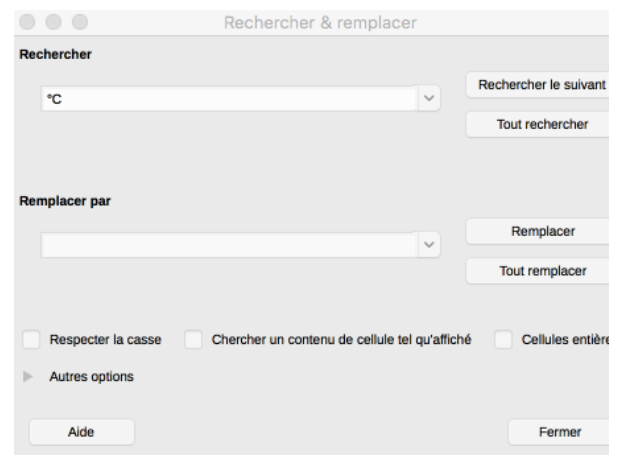 Rechercher & remplacer
Rechercher
Rechercher le suivant
°C
Tout rechercher
Remplacer par
Remplacer
Tout remplacer
Respecter la casse
Chercher un contenu de cellule tel qu'affiché
Cellules entière
Autres options
Aide
Fermer